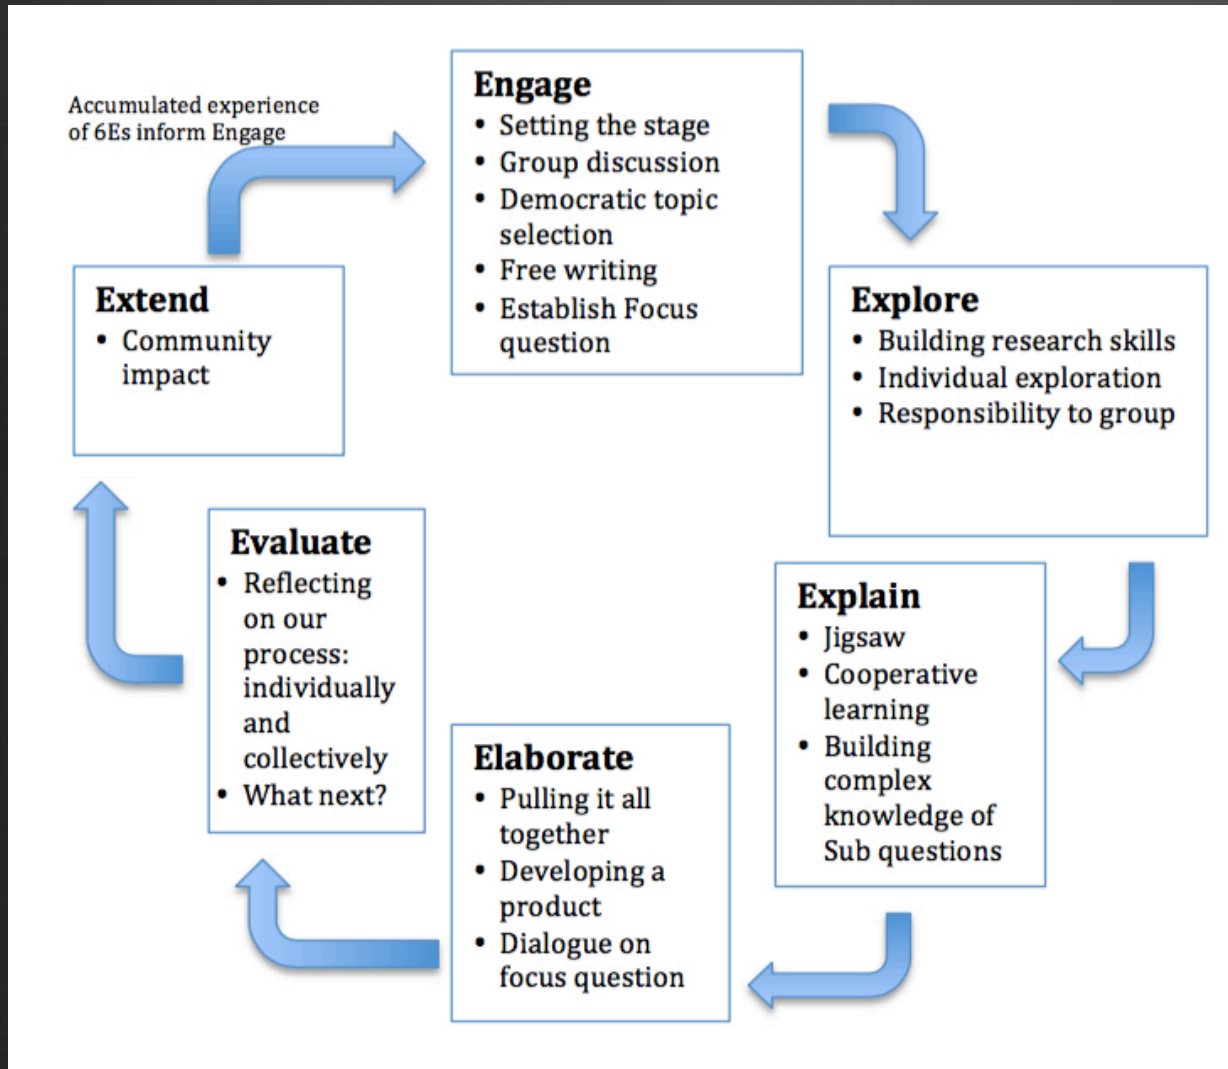 Accumulated experience
of 6Es inform Engage
Engage
• Setting the stage
• Group discussion
• Democratic topic
selection
• Free writing
• Establish Focus
question
Explore
• Building research skills
• Individual exploration
• Responsibility to group
Explain
• Jigsaw
• Cooperative
learning
• Building
complex
knowledge of
Sub questions
Elaborate
• Pulling it all
together
• Developing a
product
• Dialogue on
focus question
Evaluate
• Reflecting
on our
process:
individually
and
collectively
• What next?
Extend
• Community
impact